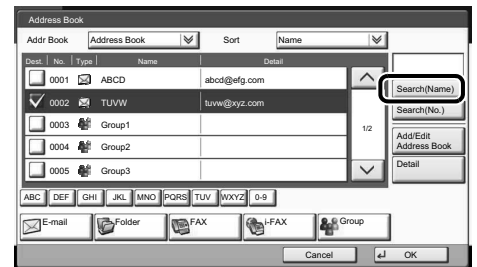 Address Book
Addr Book Address Book Sort Name
Dest. No. Type Name Detail
0001 ABCD abcd@efg.com
Search(Name)
0002 TUVW tuvw@xyz.com
Search(No.)
0003 Group1
1/2
Add/Edit
Address Book
0004 Group2
Detail
0005 Group3
ABC DEF GHI JKL MNO PQRS TUV WXYZ 0-9
E-mail Folder FAX i-FAX Group
Cancel OK